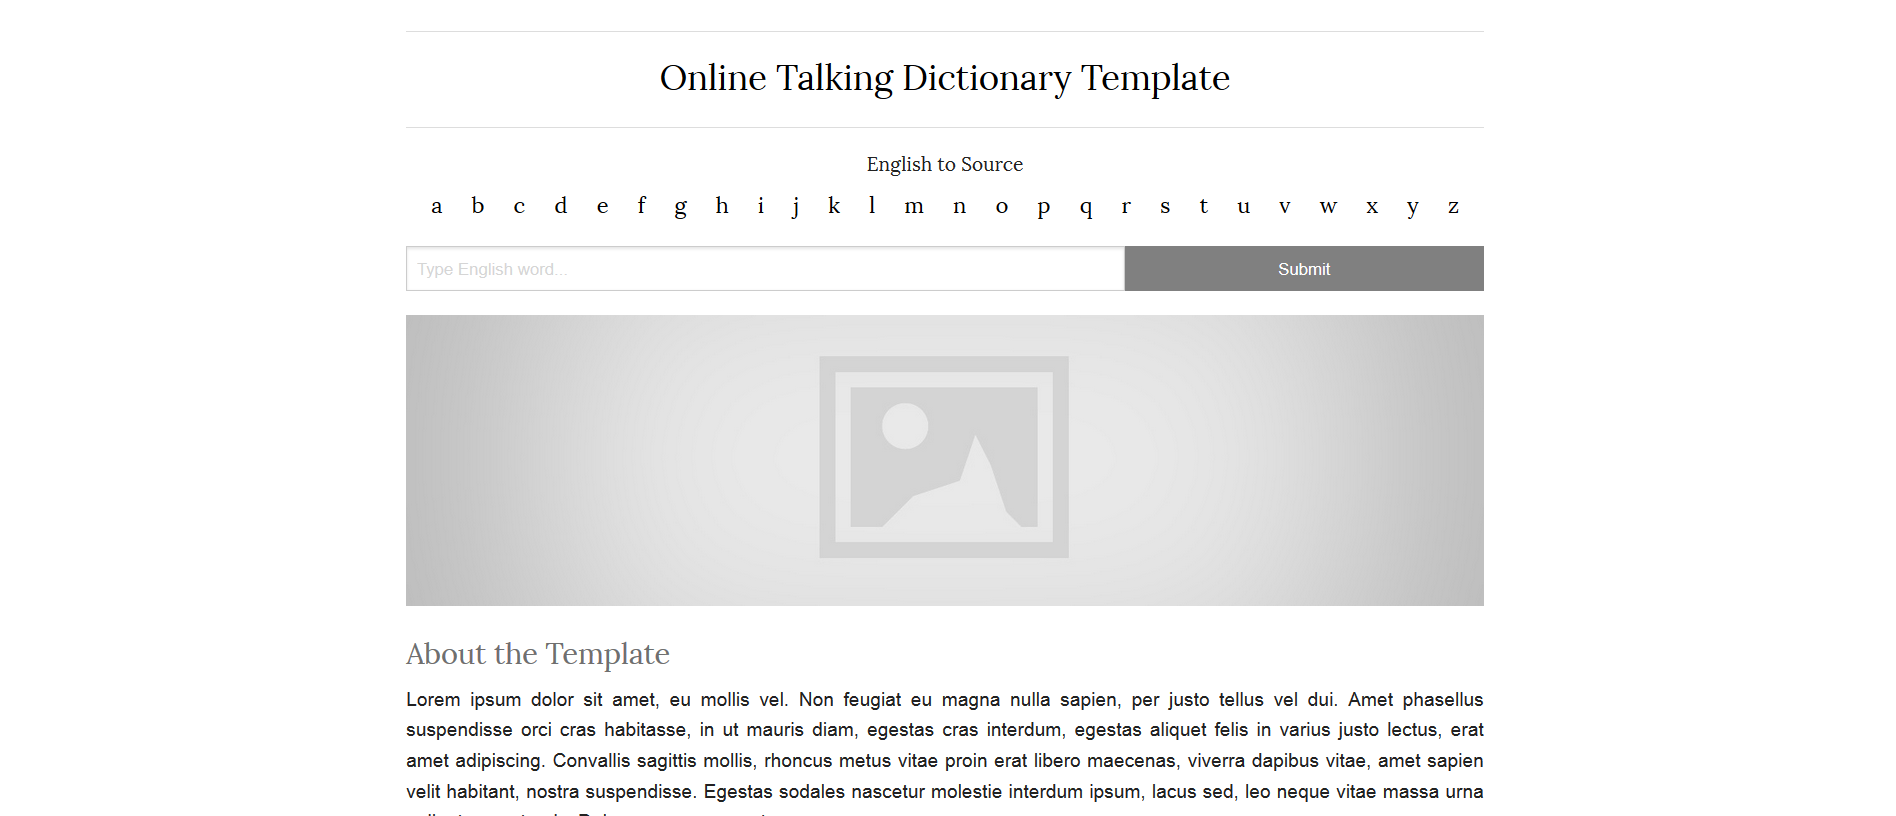 Online Talking Dictionary Template
English to Source
a b c d e f g h i j k l m n o p q r s t u v w x y z
Type English word...
Submit
About the Template
Lorem ipsum dolor sit amet, eu mollis vel. Non feugiat eu magna nulla sapien, per justo tellus vel dui. Amet phasellus
suspendisse orci cras habitasse, in ut mauris diam, egestas cras interdum, egestas aliquet felis in varius justo lectus, erat
amet adipiscing. Convallis sagittis mollis, rhoncus metus vitae proin erat libero maecenas, viverra dapibus vitae, amet sapien
velit habitant, nostra suspendisse. Egestas sodales nascetur molestie interdum ipsum, lacus sed, leo neque vitae massa urna